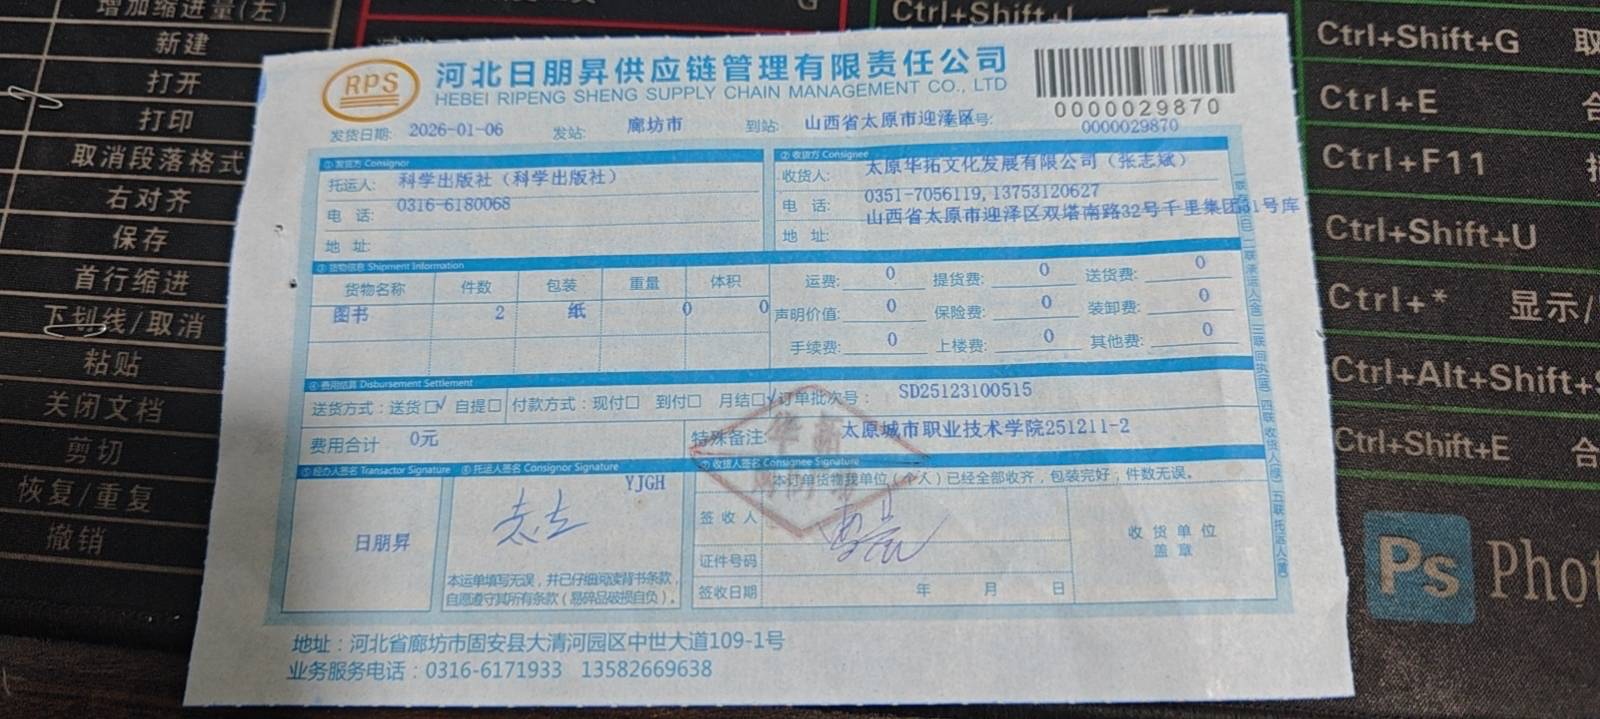 增加缩进量(左)
新建
打开
打印
取消段落格式
右对齐
保存
首行缩进
下划线/取消
粘贴
关闭文档
剪切
恢复/重复
撤销
G
Ctrl+Shift+G
Ctrl+E
Ctrl+F11
Ctrl+Shift+U
Ctrl+* 显示/
Ctrl+Alt+Shift+S
Ctrl+Shift+E
Ps Phot
RPS
河北日朋昇供应链管理有限责任公司
HEBEI RIPENG SHENG SUPPLY CHAIN MANAGEMENT CO., LTD
0000029870
发货日期: 2026-01-06 发站: 廊坊市 到站: 山西省太原市迎泽区 号: 0000029870
① 发货方 Consignor
托运人: 科学出版社（科学出版社）
电 话: 0316-6180068
地 址:
② 收货方 Consignee
收货人: 太原华拓文化发展有限公司（张志斌）
电 话: 0351-7056119,13753120627
地 址: 山西省太原市迎泽区双塔南路32号千里集团 1号库
③ 货物信息 Shipment Information
货物名称 件数 包装 重量 体积
图书 2 纸 0 0
运费: 0 提货费: 0 送货费: 0
声明价值: 0 保险费: 0 装卸费: 0
手续费: 0 上楼费: 0 其他费: 0
④ 费用结算 Disbursement Settlement
送货方式：送货☐√ 自提☐ 付款方式：现付☐ 到付☐ 月结☐√ 订单批次号： SD25123100515
费用合计 0元 特殊备注: 太原城市职业技术学院251211-2
⑤ 经办人签名 Transactor Signature
日朋昇
⑥ 托运人签名 Consignor Signature
YJGH
本运单填写无误，并已仔细阅读背书条款，
自愿遵守其所有条款（易碎品破损自负）。
⑦ 收货人签名 Consignee Signature
本订单货物我单位（个人）已经全部收齐，包装完好，件数无误。
签收人
证件号码
签收日期 年 月 日
收货单位
盖章
地址：河北省廊坊市固安县大清河园区中世大道109-1号
业务服务电话：0316-6171933 13582669638